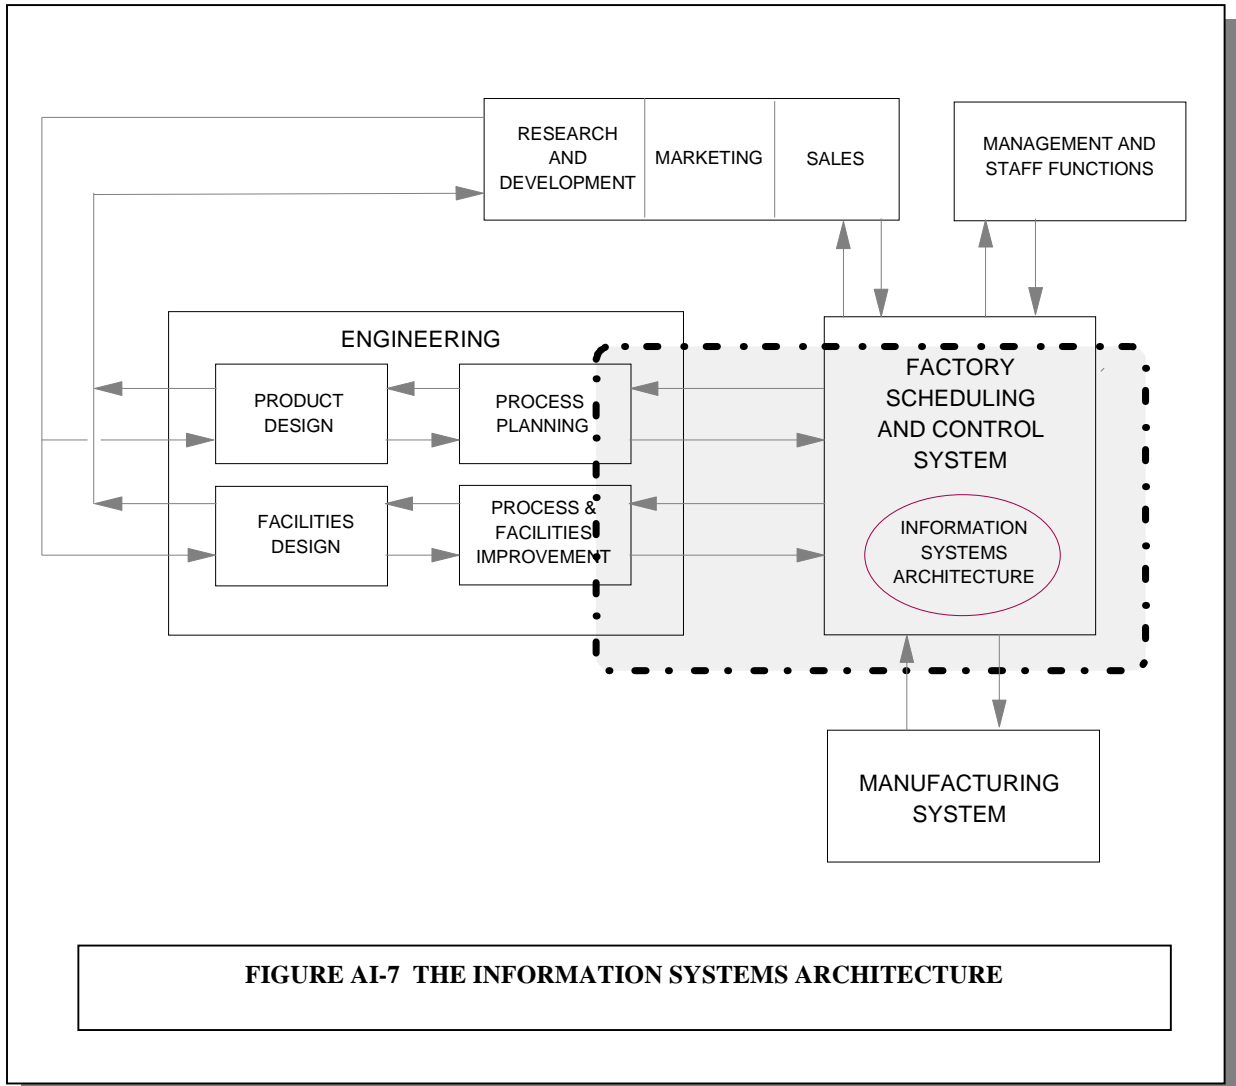 RESEARCH
AND
DEVELOPMENT
MARKETING
SALES
MANAGEMENT AND
STAFF FUNCTIONS
ENGINEERING
PRODUCT
DESIGN
PROCESS
PLANNING
FACILITIES
DESIGN
PROCESS &
FACILITIES
IMPROVEMENT
FACTORY
SCHEDULING
AND CONTROL
SYSTEM
INFORMATION
SYSTEMS
ARCHITECTURE
MANUFACTURING
SYSTEM
FIGURE AI-7 THE INFORMATION SYSTEMS ARCHITECTURE